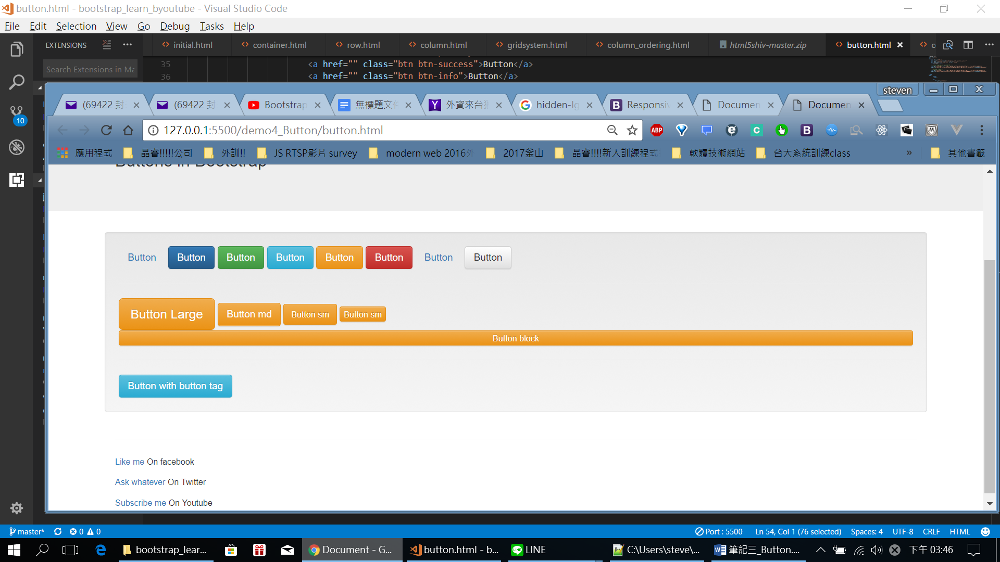 button.html - bootstrap_learn_byoutube - Visual Studio Code
File Edit Selection View Go Debug Tasks Help
EXTENSIONS
initial.html container.html row.html column.html gridsystem.html column_ordering.html html5shiv-master.zip button.html
Search Extensions in Ma
35 <a href="" class="btn btn-success">Button</a>
36 <a href="" class="btn btn-info">Button</a>
steven
(69422 封 (69422 封 Bootstrap 無標題文件 外資來台 hidden-lg Responsiv Documen Documen
127.0.0.1:5500/demo4_Button/button.html
ABP
應用程式 晶睿!!!!!公司 外訓!! JS RTSP影片 survey modern web 2016外 2017釜山 晶睿!!!!新人訓練程式 軟體技術網站 台大系統訓練class » 其他書籤
Buttons in Bootstrap
Button Button Button Button Button Button Button Button
Button Large Button md Button sm Button sm
Button block
Button with button tag
Like me On facebook
Ask whatever On Twitter
Subscribe me On Youtube
10
master* 0 0 Port : 5500 Ln 54, Col 1 (76 selected) Spaces: 4 UTF-8 CRLF HTML
bootstrap_lear... Document - G... button.html - b... LINE C:\Users\steve\... 筆記三_Button.... 下午 03:46